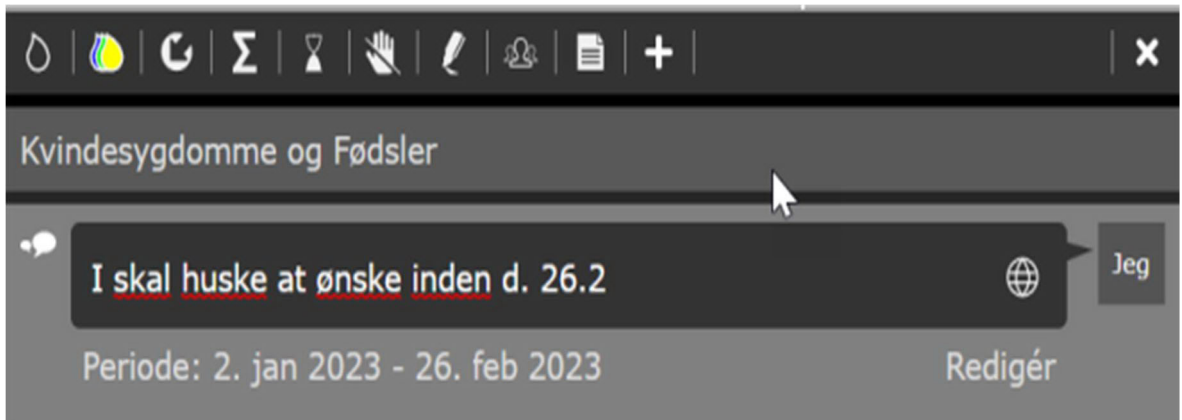 Kvindesygdomme og Fødsler
I skal huske at ønske inden d. 26.2
Jeg
Periode: 2. jan 2023 - 26. feb 2023
Redigér